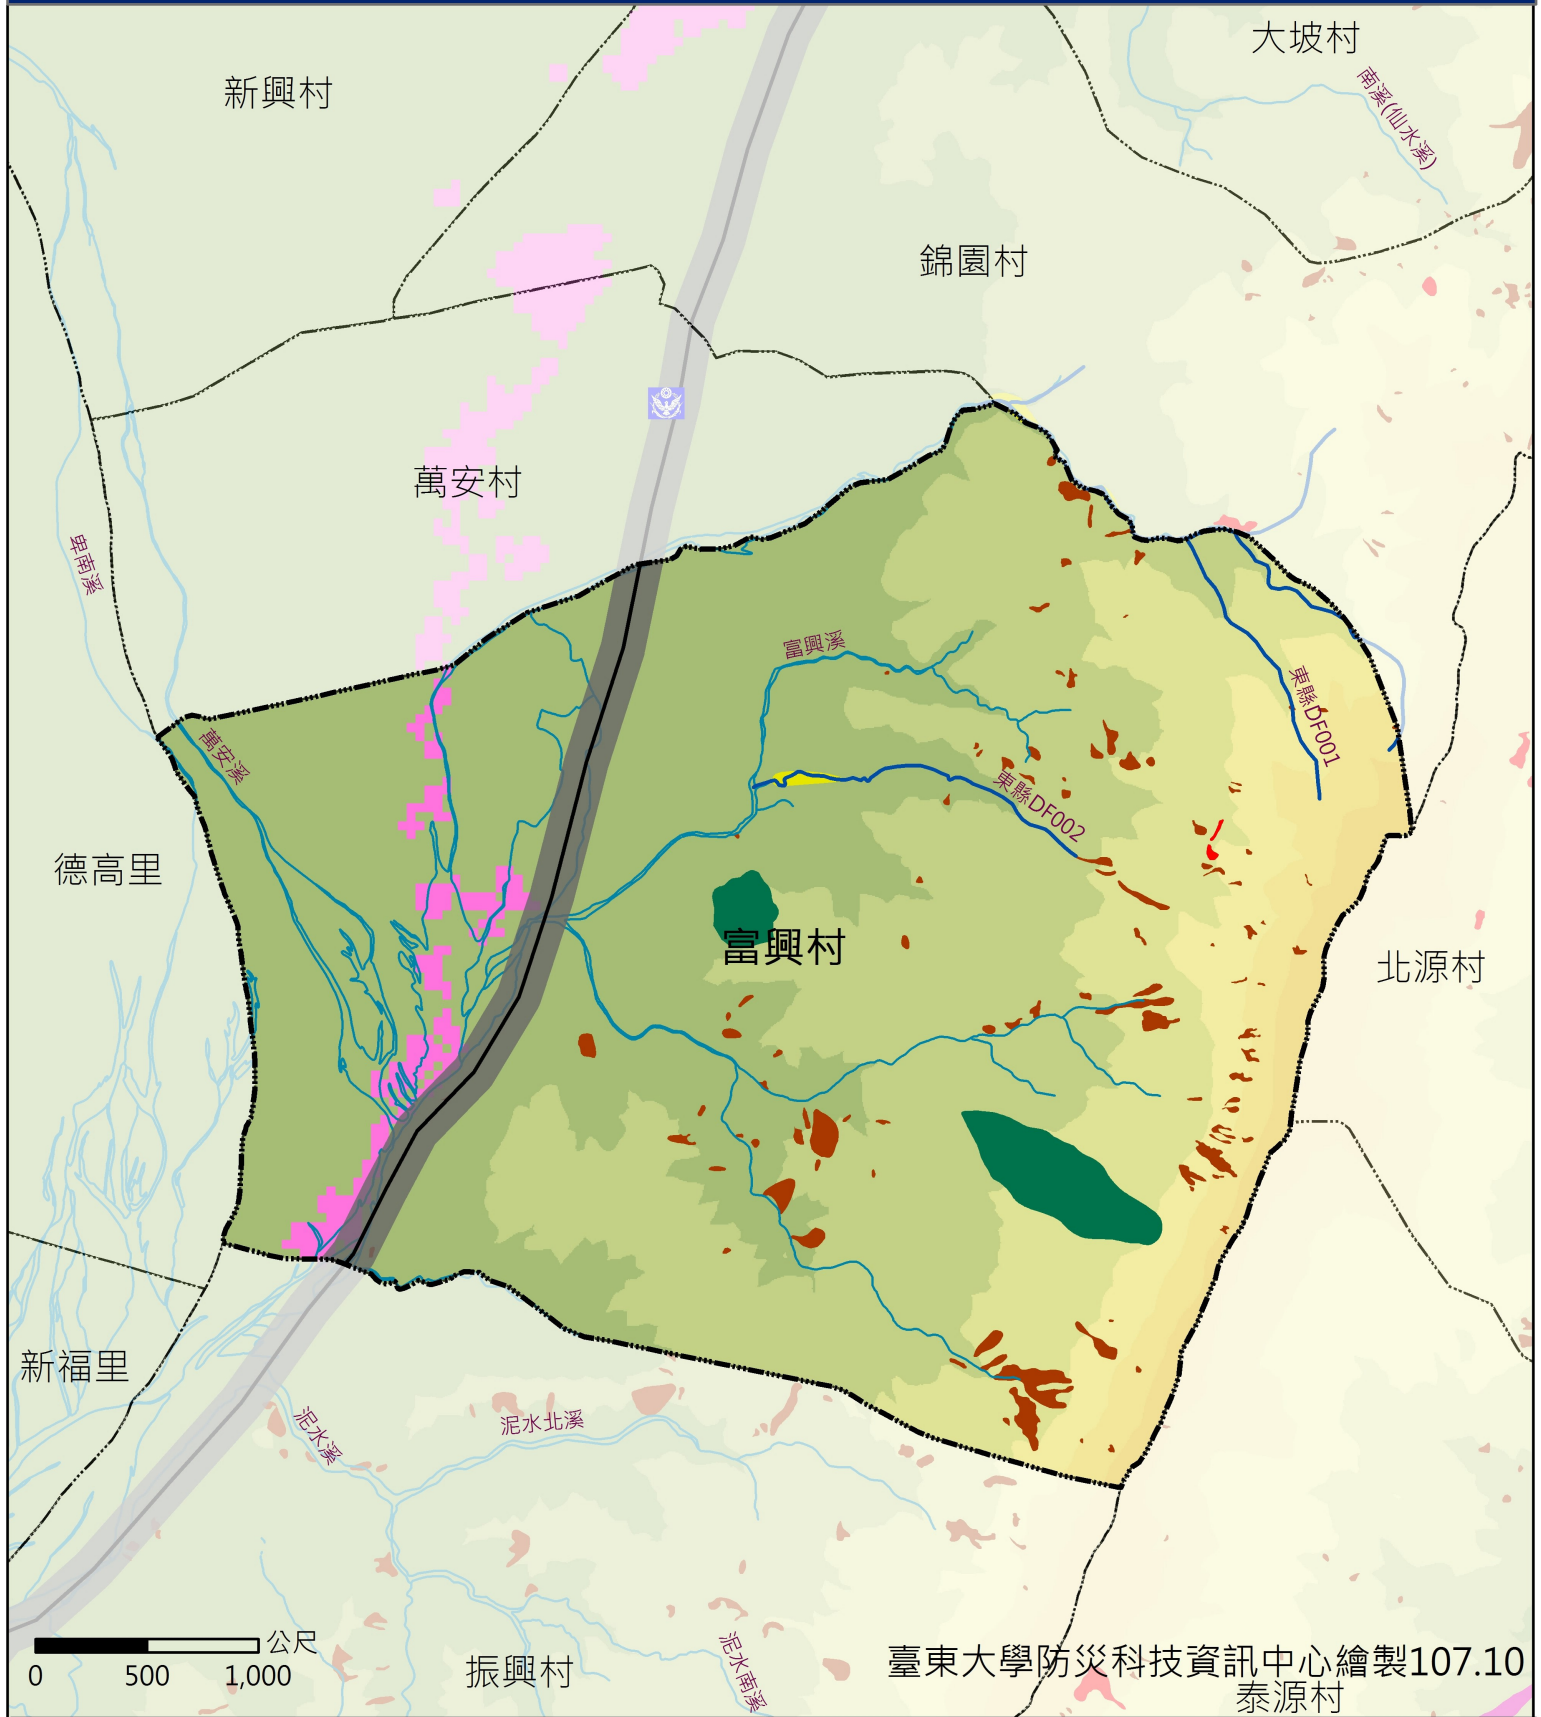 大坡村
新興村
南溪(仙水溪)
錦園村
萬安村
卑南溪
富興溪
東縣DF001
萬安溪
東縣DF002
德高里
富興村
北源村
新福里
泥水溪
泥水北溪
公尺
0 500 1,000
振興村
泥水南溪
臺東大學防災科技資訊中心繪製107.10
泰源村